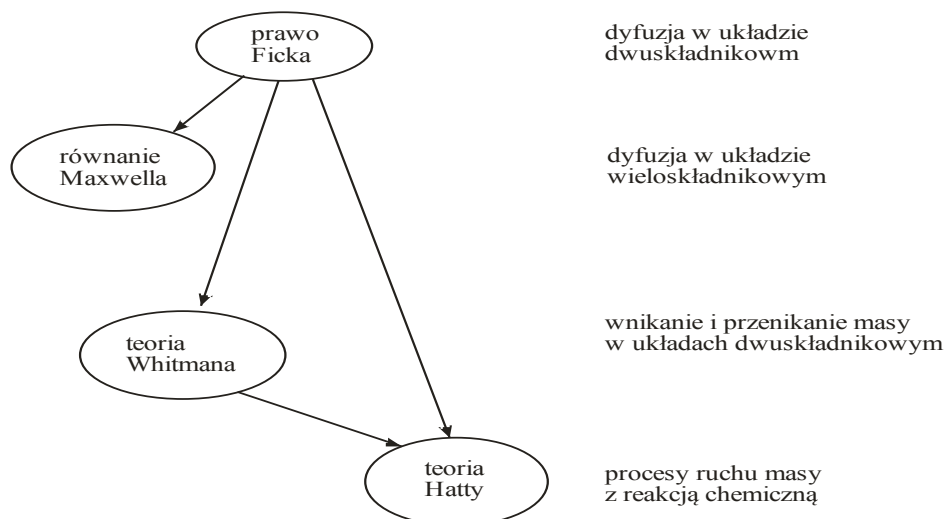 prawo
Ficka
dyfuzja w układzie
dwuskładnikowm
równanie
Maxwella
dyfuzja w układzie
wieloskładnikowym
teoria
Whitmana
wnikanie i przenikanie masy
w układach dwuskładnikowym
teoria
Hatty
procesy ruchu masy
z reakcją chemiczną